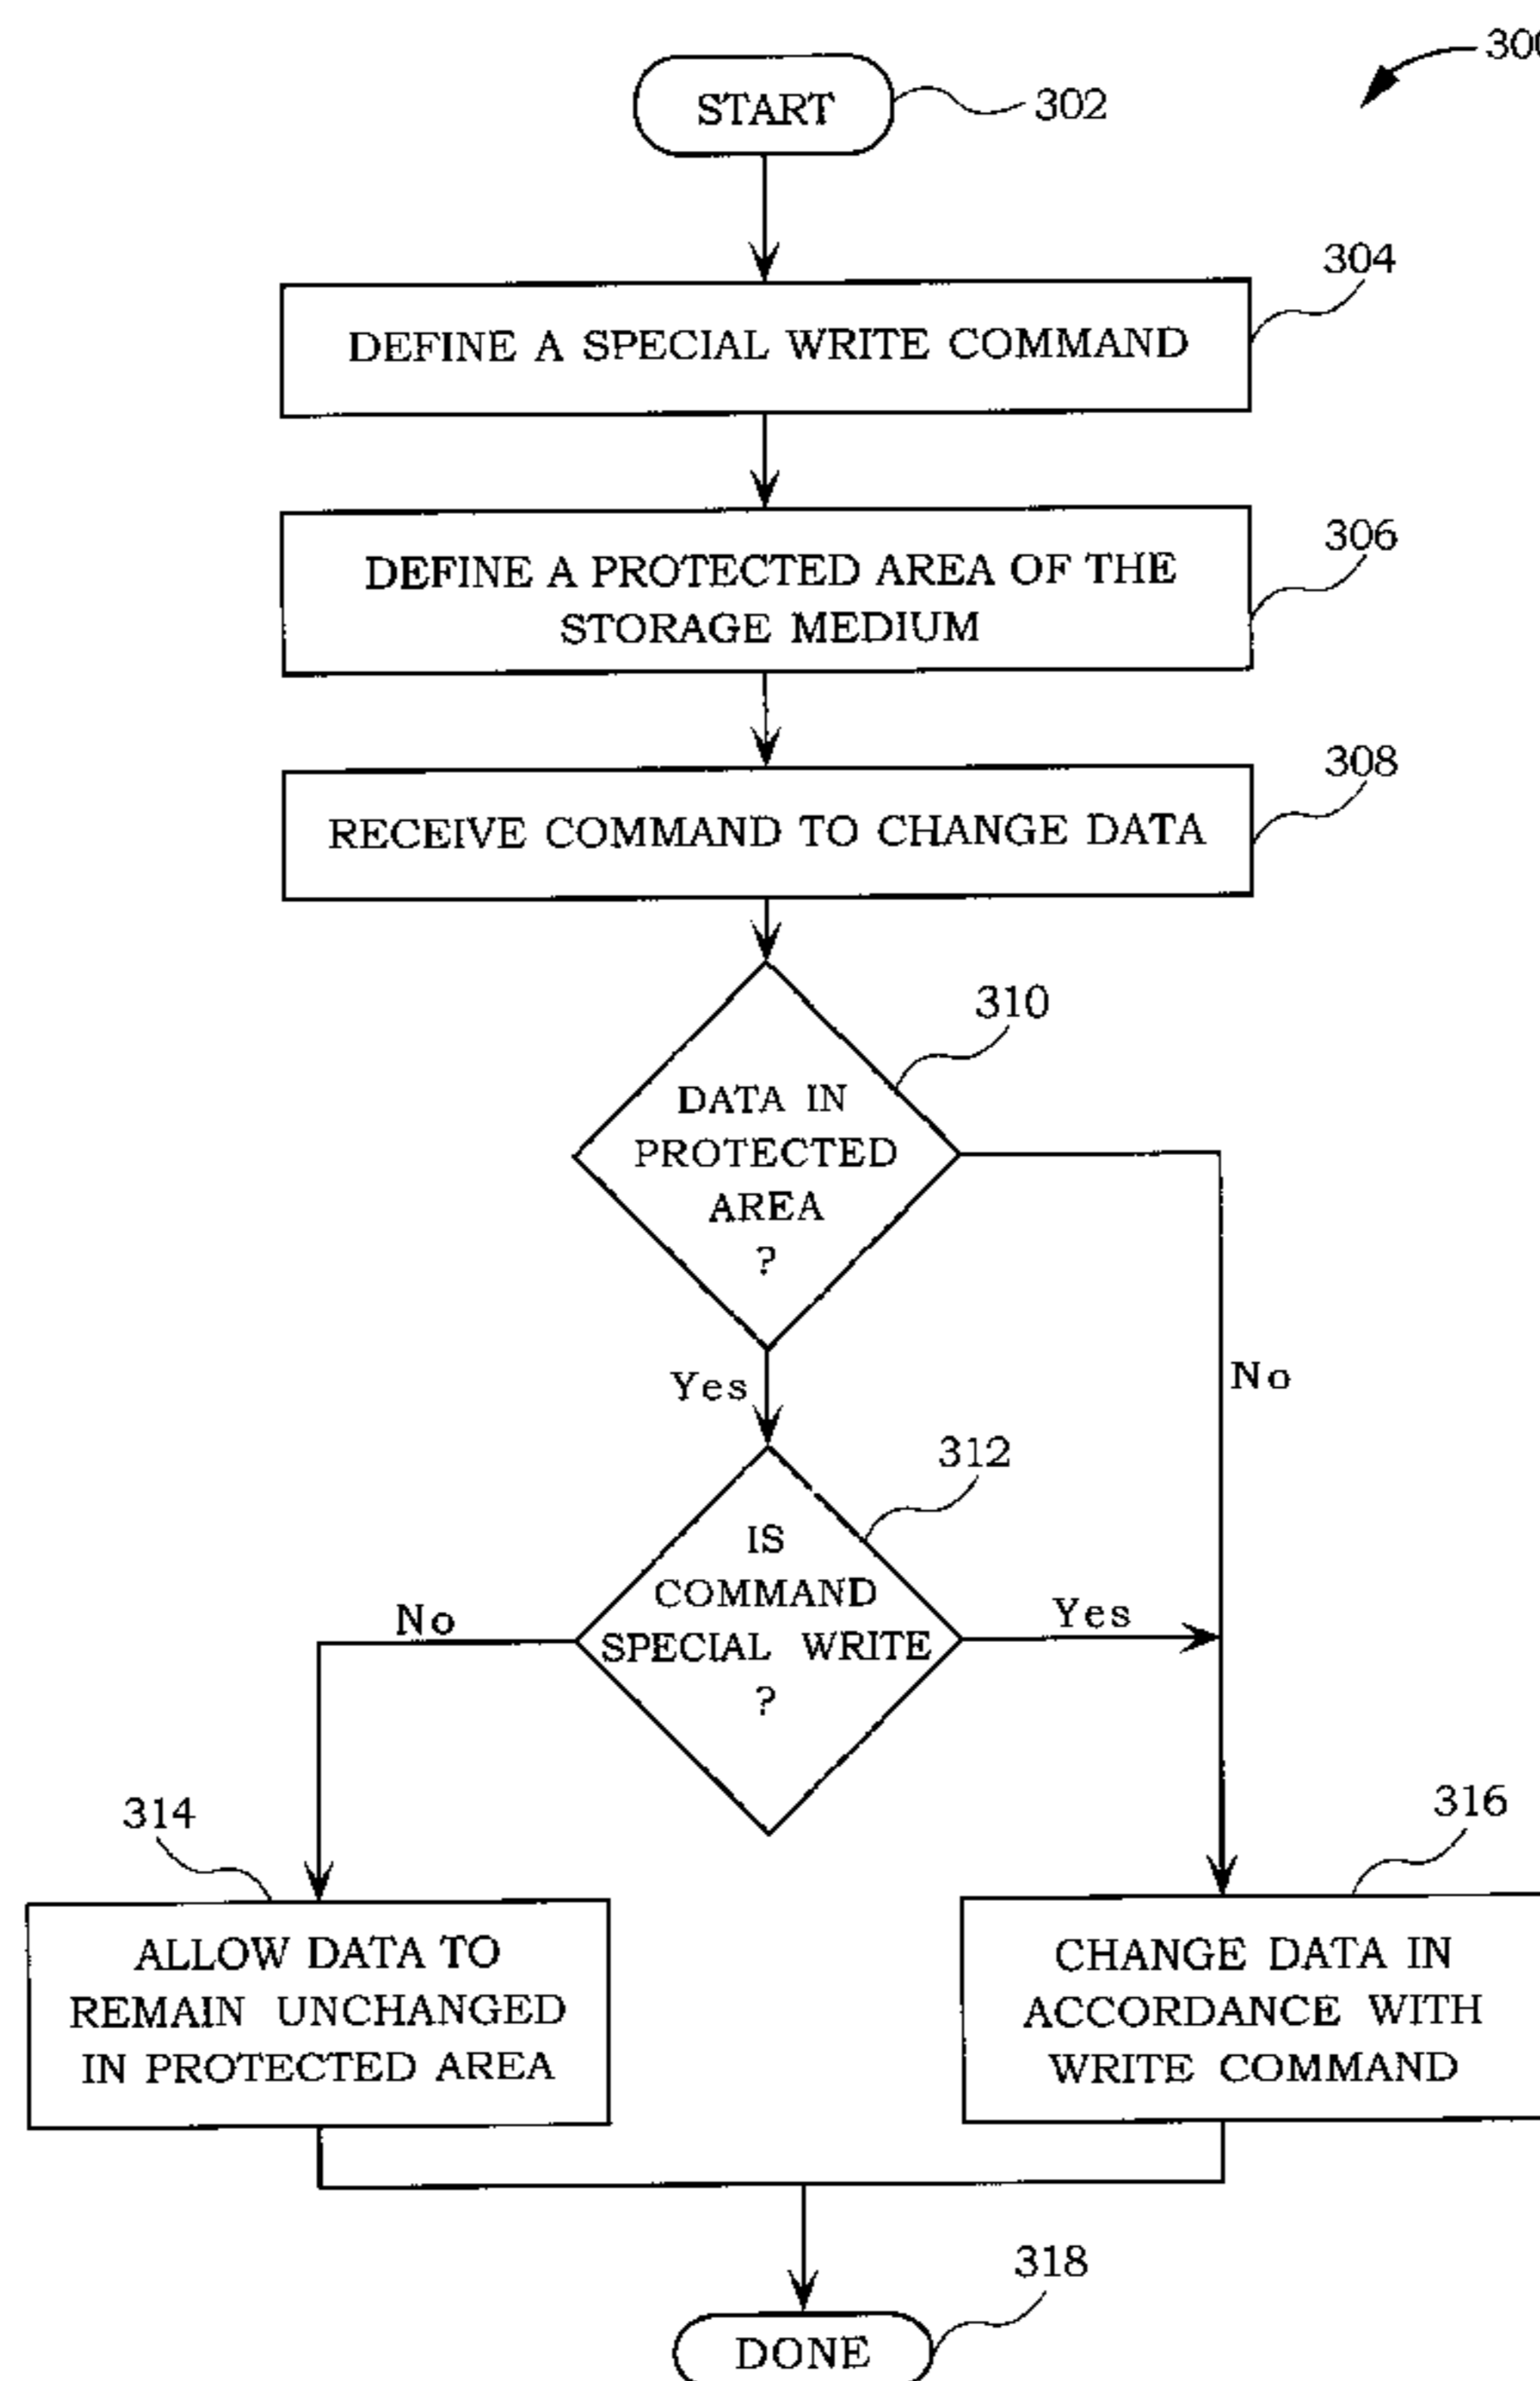 300
START
302
304
DEFINE A SPECIAL WRITE COMMAND
306
DEFINE A PROTECTED AREA OF THE
STORAGE MEDIUM
308
RECEIVE COMMAND TO CHANGE DATA
310
DATA IN
PROTECTED
AREA
?
Yes
No
312
IS
COMMAND
SPECIAL WRITE
?
No
Yes
314
316
ALLOW DATA TO
REMAIN UNCHANGED
IN PROTECTED AREA
CHANGE DATA IN
ACCORDANCE WITH
WRITE COMMAND
318
DONE